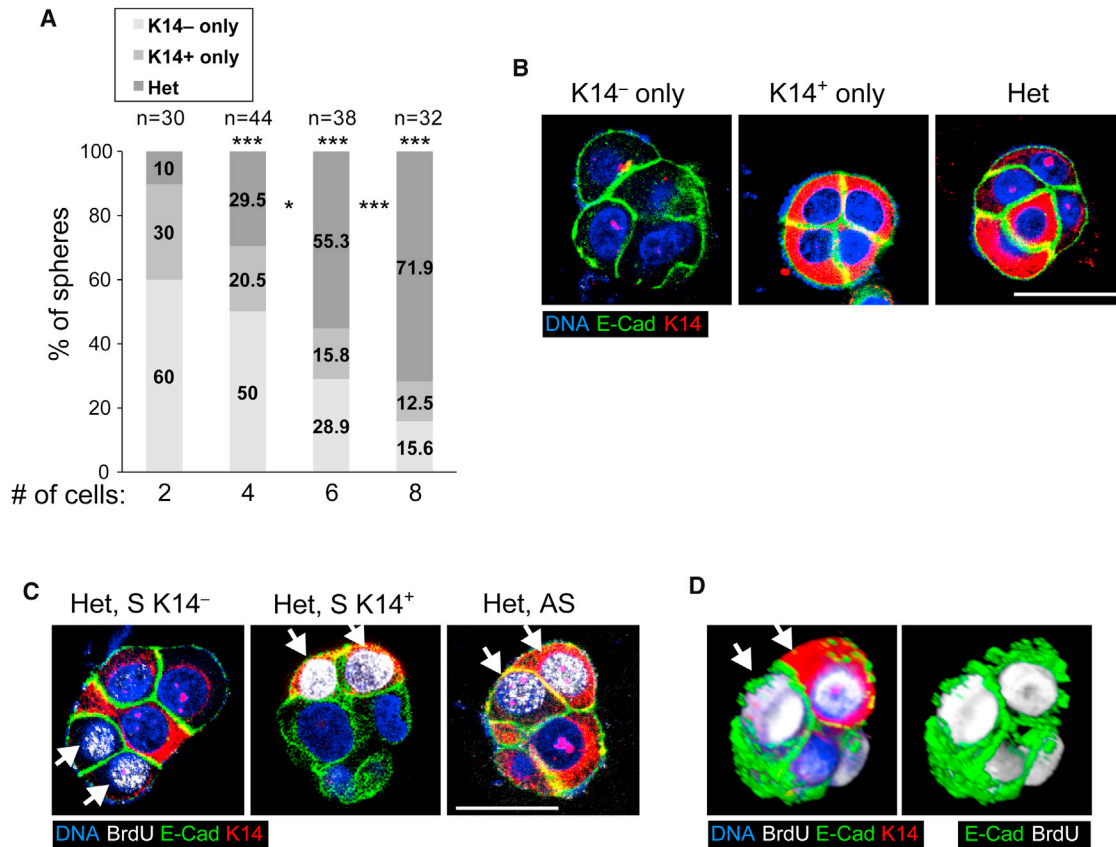 A
K14– only
K14+ only
Het
n=30 n=44 n=38 n=32
*** *** ***
* ***
% of spheres
100
80
60
40
20
0
10 30 60
29.5 20.5 50
55.3 15.8 28.9
71.9 12.5 15.6
# of cells: 2 4 6 8
B
K14⁻ only K14⁺ only Het
DNA E-Cad K14
C
Het, S K14⁻ Het, S K14⁺ Het, AS
DNA BrdU E-Cad K14
D
DNA BrdU E-Cad K14 E-Cad BrdU